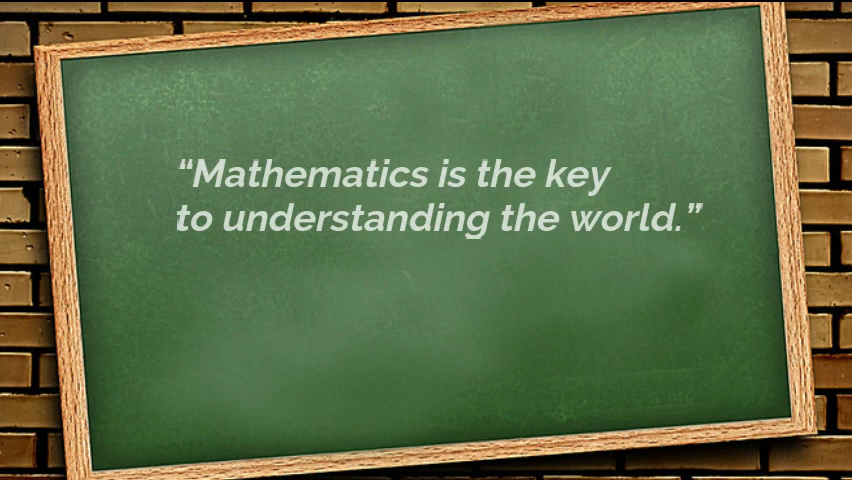 “Mathematics is the key
to understanding the world.”